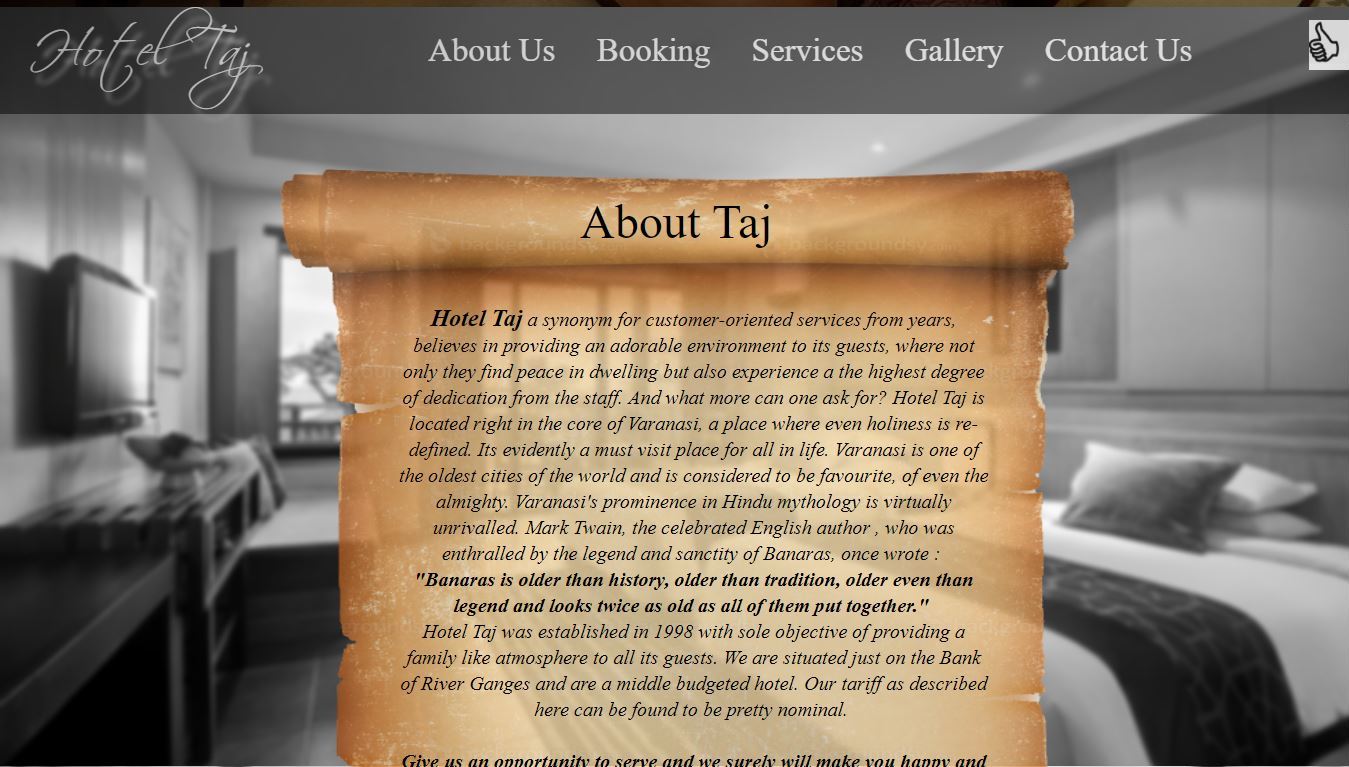 Hotel Taj
About Us Booking Services Gallery Contact Us
About Taj
backgroundsy.com backgroundsy.com
Hotel Taj a synonym for customer-oriented services from years,
believes in providing an adorable environment to its guests, where not
only they find peace in dwelling but also experience a the highest degree
of dedication from the staff. And what more can one ask for? Hotel Taj is
located right in the core of Varanasi, a place where even holiness is re-
defined. Its evidently a must visit place for all in life. Varanasi is one of
the oldest cities of the world and is considered to be favourite, of even the
almighty. Varanasi's prominence in Hindu mythology is virtually
unrivalled. Mark Twain, the celebrated English author , who was
enthralled by the legend and sanctity of Banaras, once wrote :
"Banaras is older than history, older than tradition, older even than
legend and looks twice as old as all of them put together."
Hotel Taj was established in 1998 with sole objective of providing a
family like atmosphere to all its guests. We are situated just on the Bank
of River Ganges and are a middle budgeted hotel. Our tariff as described
here can be found to be pretty nominal.
Give us an opportunity to serve and we surely will make you happy and